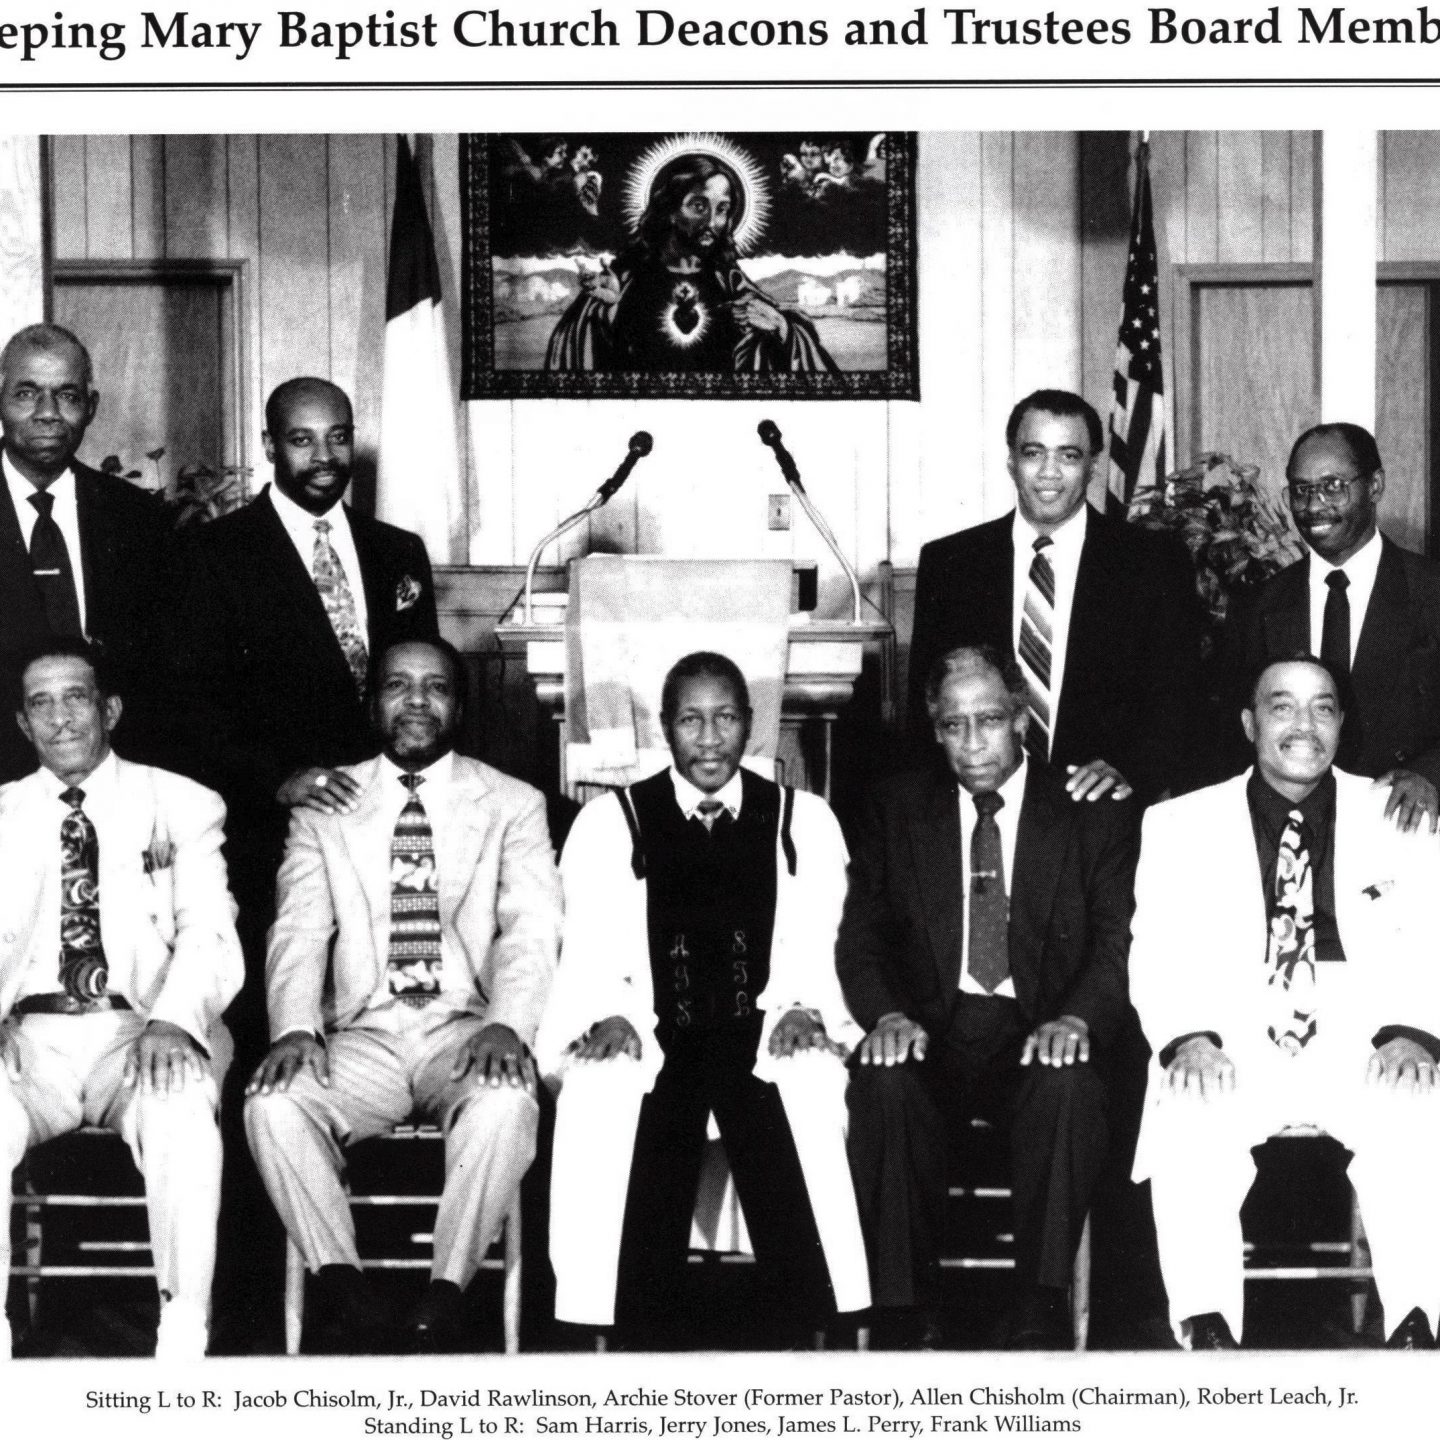 eeping Mary Baptist Church Deacons and Trustees Board Memb
A S
J T
S L
Sitting L to R: Jacob Chisolm, Jr., David Rawlinson, Archie Stover (Former Pastor), Allen Chisholm (Chairman), Robert Leach, Jr.
Standing L to R: Sam Harris, Jerry Jones, James L. Perry, Frank Williams